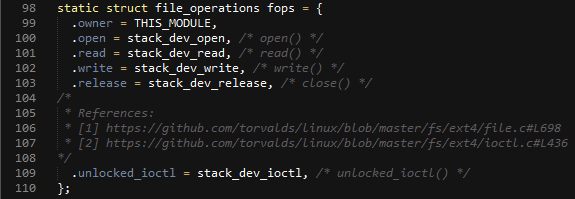 98 static struct file_operations fops = {
99 .owner = THIS_MODULE,
100 .open = stack_dev_open, /* open() */
101 .read = stack_dev_read, /* read() */
102 .write = stack_dev_write, /* write() */
103 .release = stack_dev_release, /* close() */
104 /*
105 * References:
106 * [1] https://github.com/torvalds/linux/blob/master/fs/ext4/file.c#L698
107 * [2] https://github.com/torvalds/linux/blob/master/fs/ext4/ioctl.c#L436
108 */
109 .unlocked_ioctl = stack_dev_ioctl, /* unlocked_ioctl() */
110 };